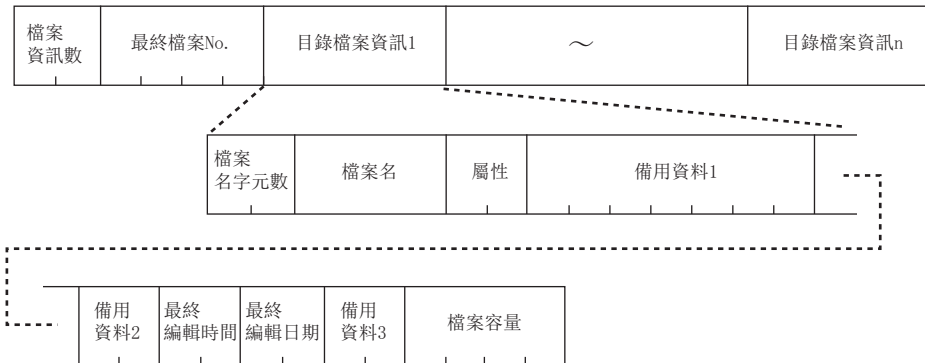 檔案
資訊數
最終檔案No.
目錄檔案資訊1
～
目錄檔案資訊n
檔案
名字元數
檔案名
屬性
備用資料1
備用
資料2
最終
編輯時間
最終
編輯日期
備用
資料3
檔案容量